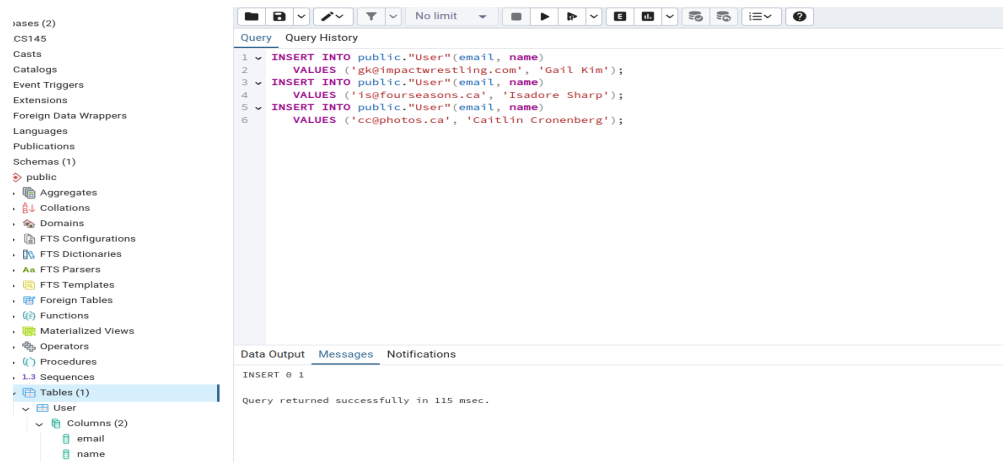 ases (2)
CS145
Casts
Catalogs
Event Triggers
Extensions
Foreign Data Wrappers
Languages
Publications
Schemas (1)
public
Aggregates
Collations
Domains
FTS Configurations
FTS Dictionaries
Aa FTS Parsers
FTS Templates
Foreign Tables
Functions
Materialized Views
Operators
Procedures
1..3 Sequences
Tables (1)
User
Columns (2)
email
name
No limit
E
Query Query History
1 INSERT INTO public."User"(email, name)
2 VALUES ('gk@impactwrestling.com', 'Gail Kim');
3 INSERT INTO public."User"(email, name)
4 VALUES ('is@fourseasons.ca', 'Isadore Sharp');
5 INSERT INTO public."User"(email, name)
6 VALUES ('cc@photos.ca', 'Caitlin Cronenberg');
Data Output Messages Notifications
INSERT 0 1
Query returned successfully in 115 msec.